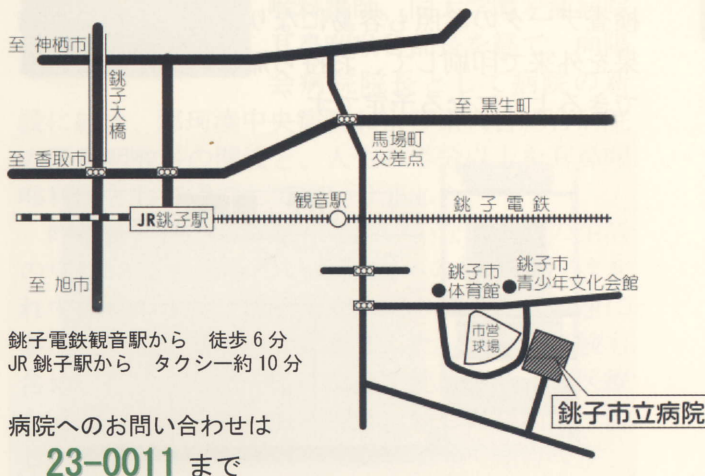 至 神栖市
銚子大橋
至 黒生町
馬場町
交差点
至 香取市
観音駅
銚子電鉄
JR銚子駅
至 旭市
銚子市
体育館
銚子市
青少年文化会館
市営
球場
銚子市立病院
銚子電鉄観音駅から 徒歩6分
JR銚子駅から タクシー約10分
病院へのお問い合わせは
23-0011 まで